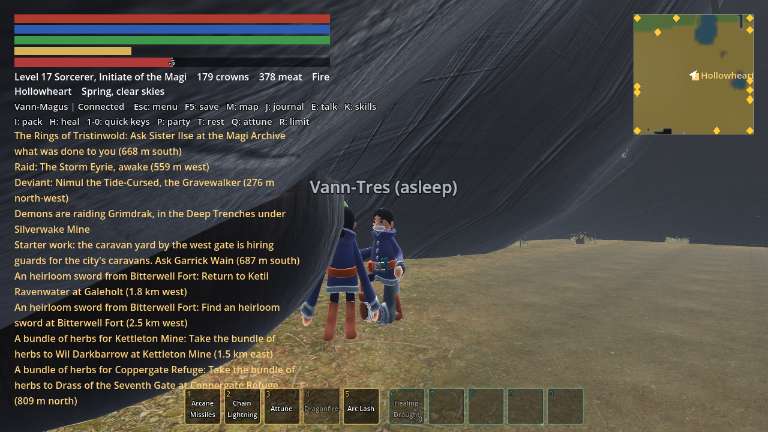 Level 17 Sorcerer, Initiate of the Magi 179 crowns 378 meat Fire
Hollowheart Spring, clear skies
Vann-Magus | Connected Esc: menu F5: save M: map J: journal E: talk K: skills
I: pack H: heal 1-0: quick keys P: party T: rest Q: attune R: limit
The Rings of Tristinwold: Ask Sister Ilse at the Magi Archive
what was done to you (668 m south)
Raid: The Storm Eyrie, awake (559 m west)
Deviant: Nimul the Tide-Cursed, the Gravewalker (276 m
north-west)
Demons are raiding Grimdrak, in the Deep Trenches under
Silverwake Mine
Starter work: the caravan yard by the west gate is hiring
guards for the city's caravans. Ask Garrick Wain (687 m south)
An heirloom sword from Bitterwell Fort: Return to Ketil
Ravenwater at Galeholt (1.8 km west)
An heirloom sword from Bitterwell Fort: Find an heirloom
sword at Bitterwell Fort (2.5 km west)
A bundle of herbs for Kettleton Mine: Take the bundle of
herbs to Wil Darkbarrow at Kettleton Mine (1.5 km east)
A bundle of herbs for Coppergate Refuge: Take the bundle of
herbs to Drass of the Seventh Gate at Coppergate Refuge
(809 m north)
Vann-Tres (asleep)
Hollowheart
1 Arcane Missiles
2 Chain Lightning
3 Attune
Dragonfire
5 Arc Lash
Healing Draught